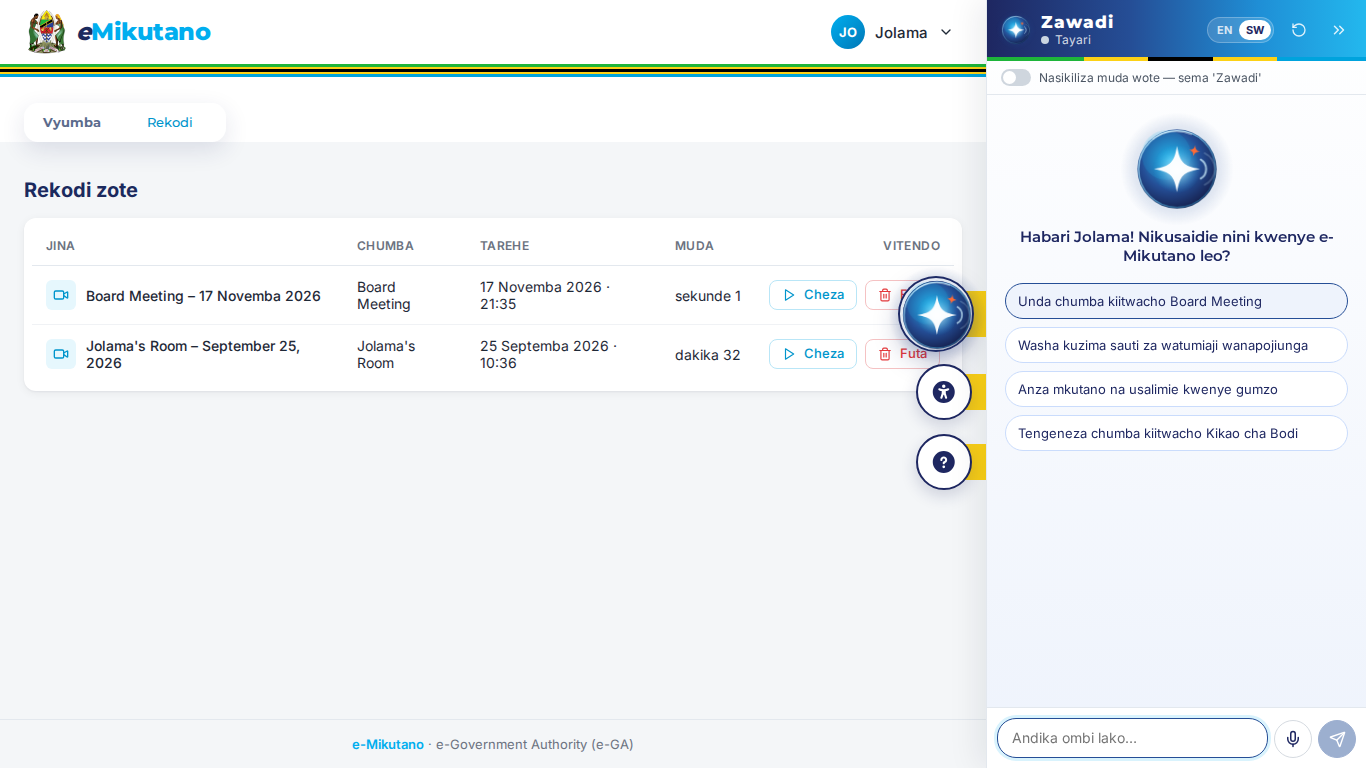 eMikutano
JO
Jolama
Vyumba
Rekodi
Rekodi zote
JINA
CHUMBA
TAREHE
MUDA
VITENDO
Board Meeting – 17 Novemba 2026
Board
Meeting
17 Novemba 2026 ·
21:35
sekunde 1
Cheza
Jolama's Room – September 25,
2026
Jolama's
Room
25 Septemba 2026 ·
10:36
dakika 32
Cheza
Futa
e-Mikutano · e-Government Authority (e-GA)
Zawadi
Tayari
EN
SW
Nasikiliza muda wote — sema 'Zawadi'
Habari Jolama! Nikusaidie nini kwenye e-
Mikutano leo?
Unda chumba kiitwacho Board Meeting
Washa kuzima sauti za watumiaji wanapojiunga
Anza mkutano na usalimie kwenye gumzo
Tengeneza chumba kiitwacho Kikao cha Bodi
Andika ombi lako...